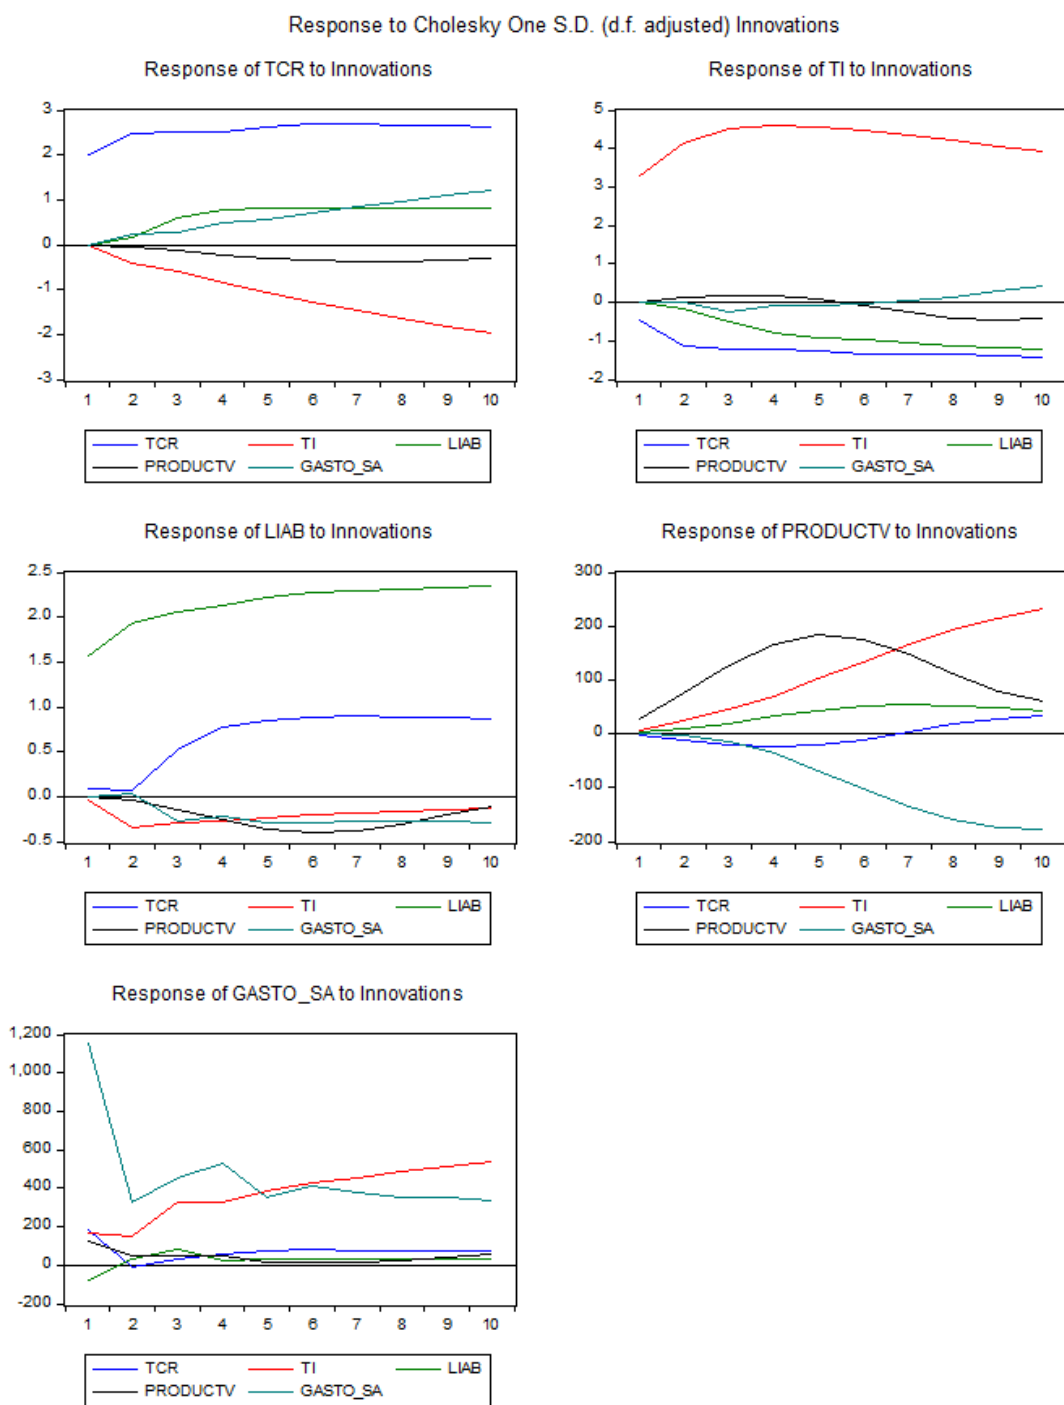 Response to Cholesky One S.D. (d.f. adjusted) Innovations
Response of TCR to Innovations
3
2
1
0
-1
-2
-3
1 2 3 4 5 6 7 8 9 10
TCR TI LIAB
PRODUCTV GASTO_SA
Response of TI to Innovations
5
4
3
2
1
0
-1
-2
1 2 3 4 5 6 7 8 9 10
TCR TI LIAB
PRODUCTV GASTO_SA
Response of LIAB to Innovations
2.5
2.0
1.5
1.0
0.5
0.0
-0.5
1 2 3 4 5 6 7 8 9 10
TCR TI LIAB
PRODUCTV GASTO_SA
Response of PRODUCTV to Innovations
300
200
100
0
-100
-200
1 2 3 4 5 6 7 8 9 10
TCR TI LIAB
PRODUCTV GASTO_SA
Response of GASTO_SA to Innovations
1,200
1,000
800
600
400
200
0
-200
1 2 3 4 5 6 7 8 9 10
TCR TI LIAB
PRODUCTV GASTO_SA